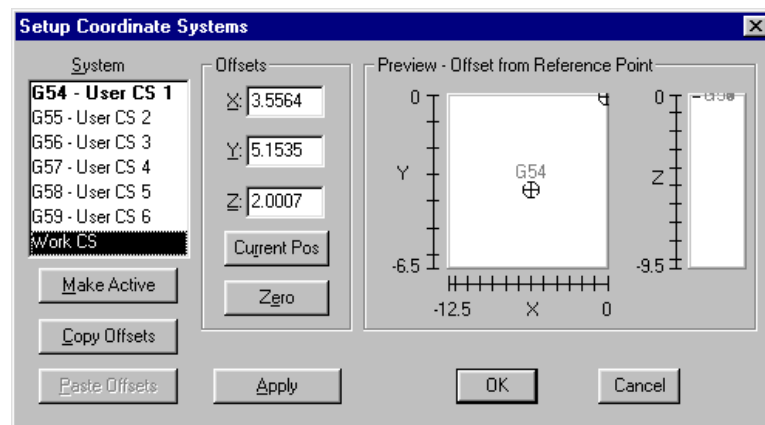 Setup Coordinate Systems
System
G54 - User CS 1
G55 - User CS 2
G56 - User CS 3
G57 - User CS 4
G58 - User CS 5
G59 - User CS 6
Work CS
Make Active
Copy Offsets
Paste Offsets
Offsets
X: 3.5564
Y: 5.1535
Z: 2.0007
Current Pos
Zero
Apply
Preview - Offset from Reference Point
0
Y
-6.5
G54
-12.5 X 0
0
Z
-9.5
OK
Cancel